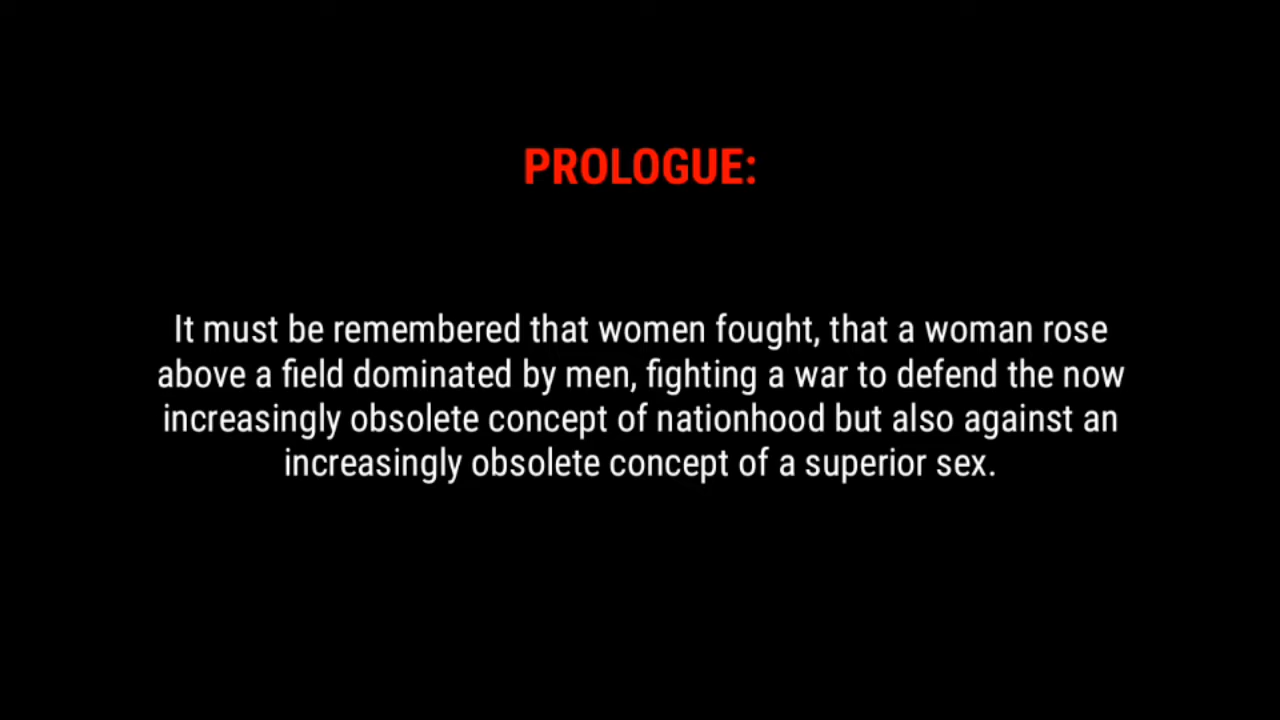 PROLOGUE:
It must be remembered that women fought, that a woman rose
above a field dominated by men, fighting a war to defend the now
increasingly obsolete concept of nationhood but also against an
increasingly obsolete concept of a superior sex.